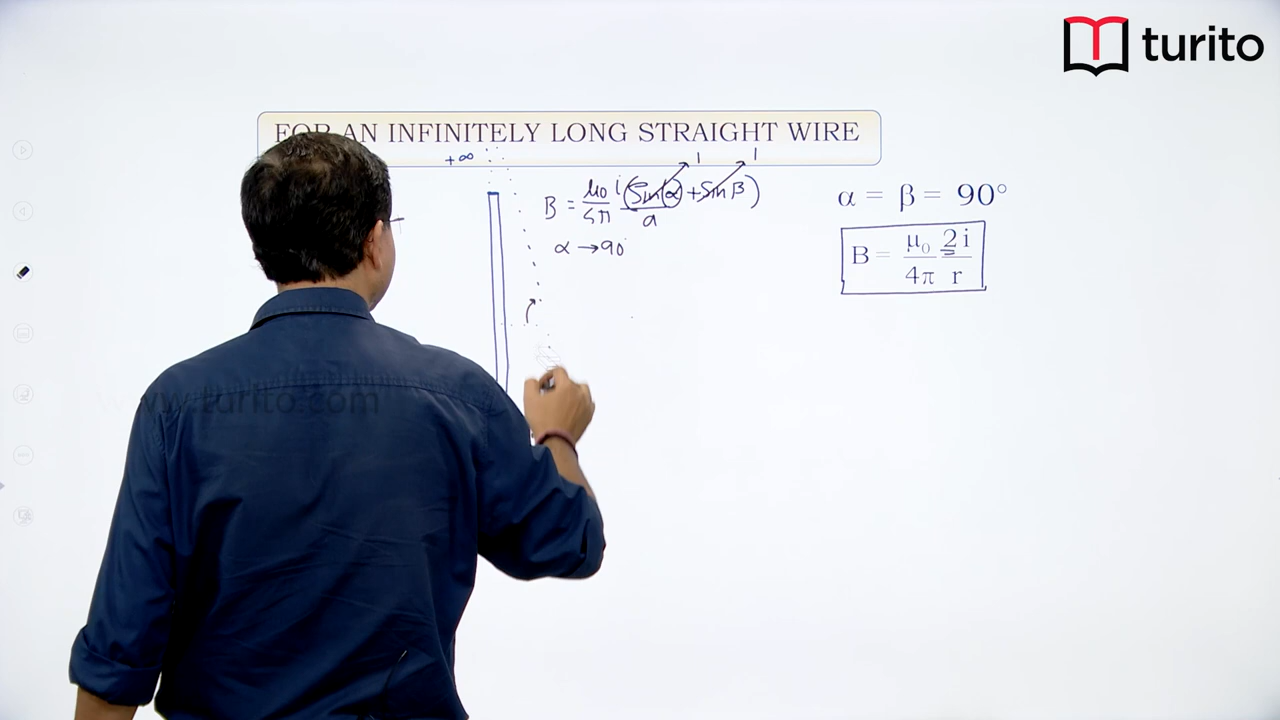 turito
FOR AN INFINITELY LONG STRAIGHT WIRE
+∞
B = μ0/4π i(Sin(α) + Sin β)/a
1
1
α → 90°
α = β = 90°
B = μ₀/4π 2i/r
www.turito.com